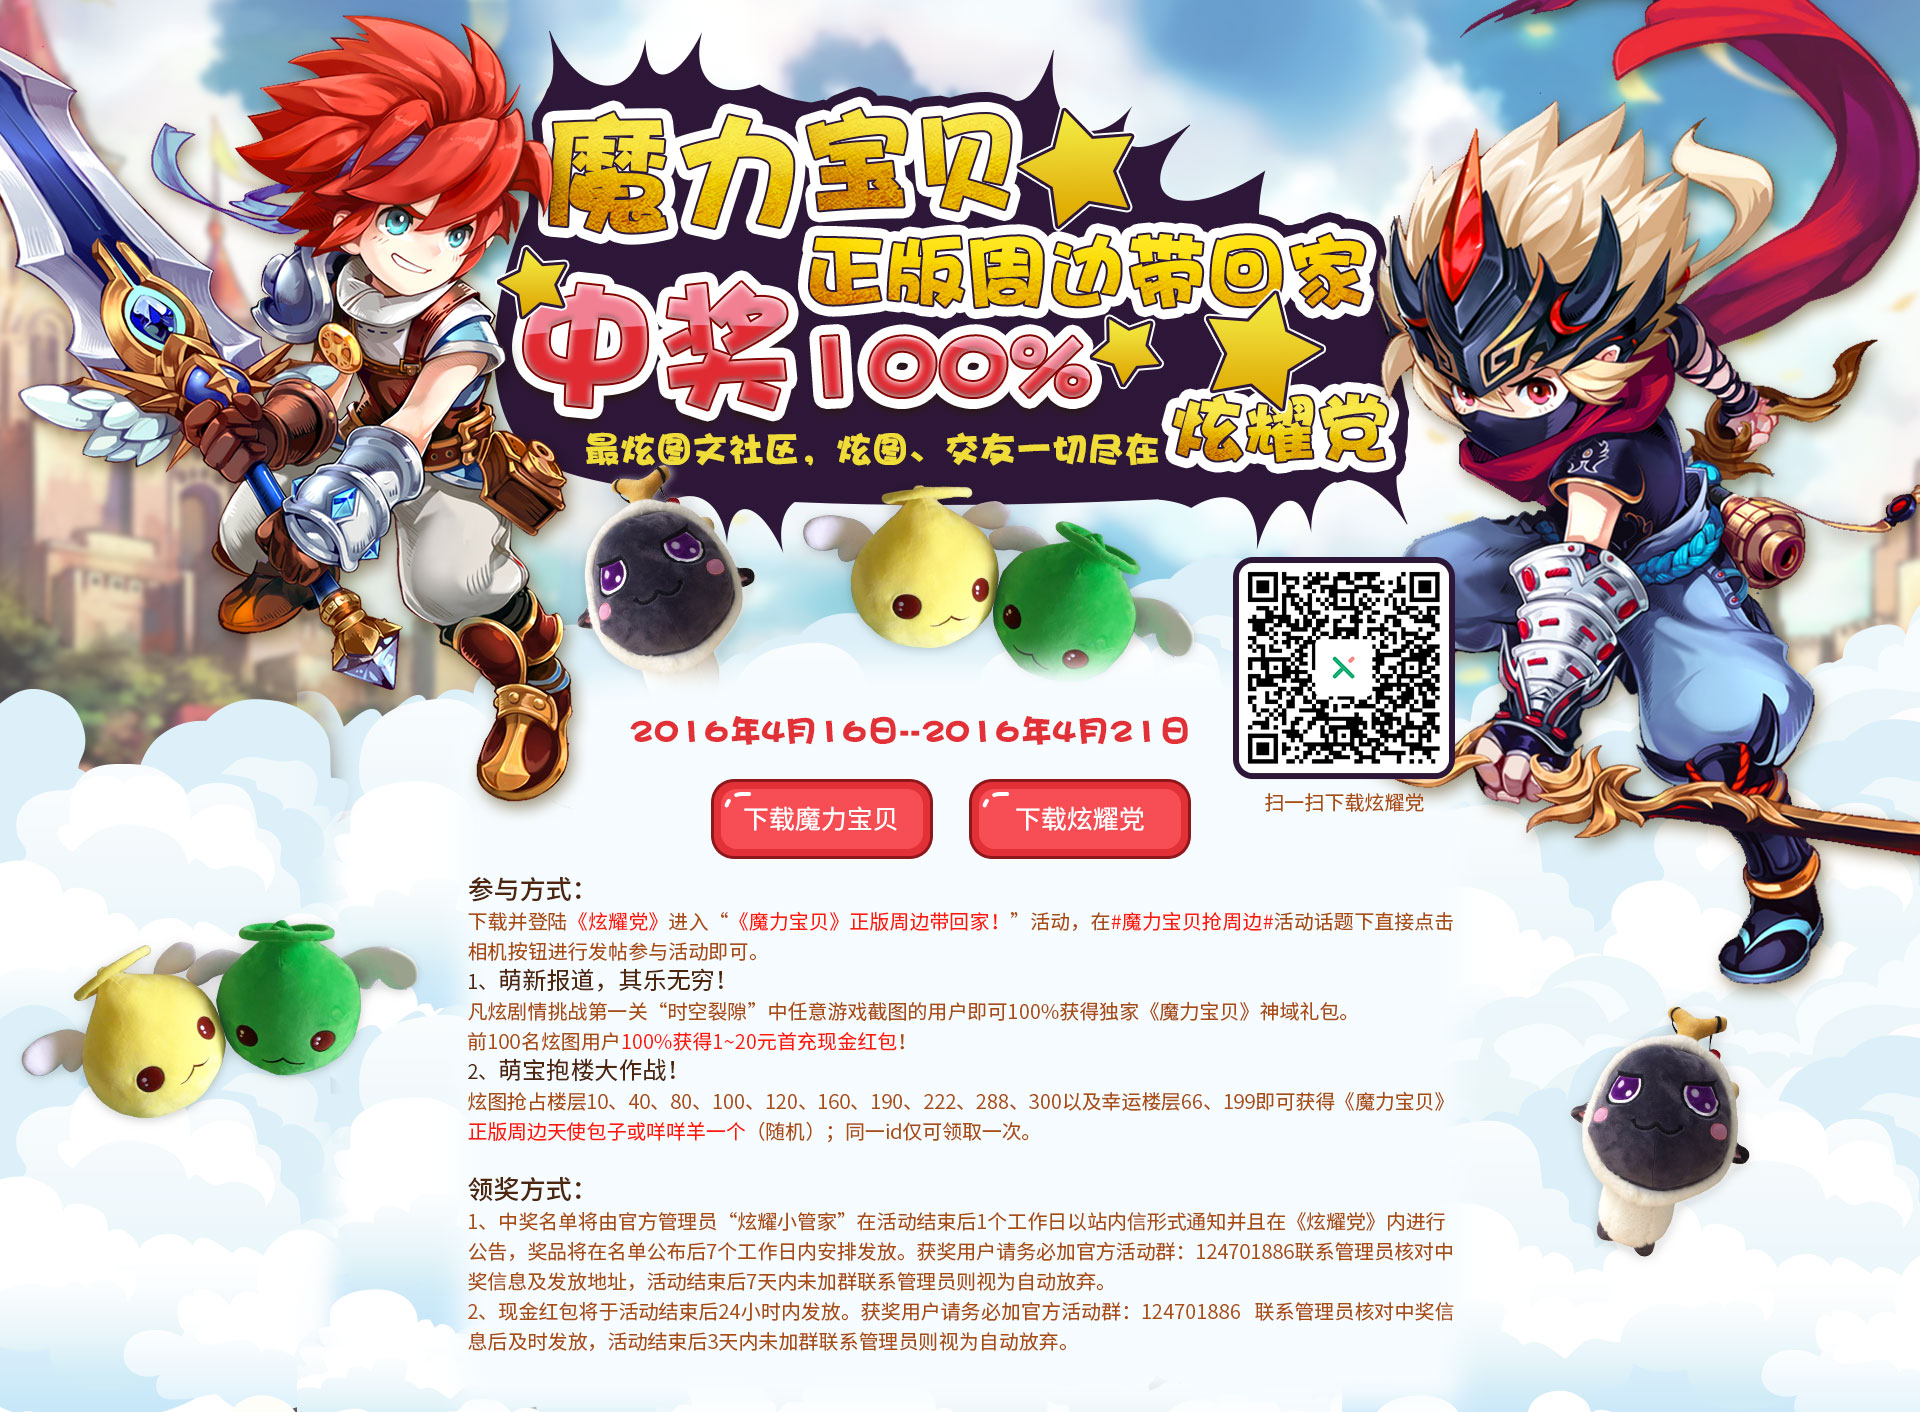 魔力宝贝
正版周边带回家
中奖100%
最炫图文社区，炫图、交友一切尽在炫耀党
2016年4月16日--2016年4月21日
下载魔力宝贝
下载炫耀党
扫一扫下载炫耀党
参与方式：
下载并登陆《炫耀党》进入“《魔力宝贝》正版周边带回家！”活动，在#魔力宝贝抢周边#活动话题下直接点击
相机按钮进行发帖参与活动即可。
1、萌新报道，其乐无穷！
凡炫剧情挑战第一关“时空裂隙”中任意游戏截图的用户即可100%获得独家《魔力宝贝》神域礼包。
前100名炫图用户100%获得1~20元首充现金红包！
2、萌宝抱楼大作战！
炫图抢占楼层10、40、80、100、120、160、190、222、288、300以及幸运楼层66、199即可获得《魔力宝贝》
正版周边天使包子或咩咩羊一个（随机）；同一id仅可领取一次。
领奖方式：
1、中奖名单将由官方管理员“炫耀小管家”在活动结束后1个工作日以站内信形式通知并且在《炫耀党》内进行
公告，奖品将在名单公布后7个工作日内安排发放。获奖用户请务必加官方活动群：124701886联系管理员核对中
奖信息及发放地址，活动结束后7天内未加群联系管理员则视为自动放弃。
2、现金红包将于活动结束后24小时内发放。获奖用户请务必加官方活动群：124701886 联系管理员核对中奖信
息后及时发放，活动结束后3天内未加群联系管理员则视为自动放弃。